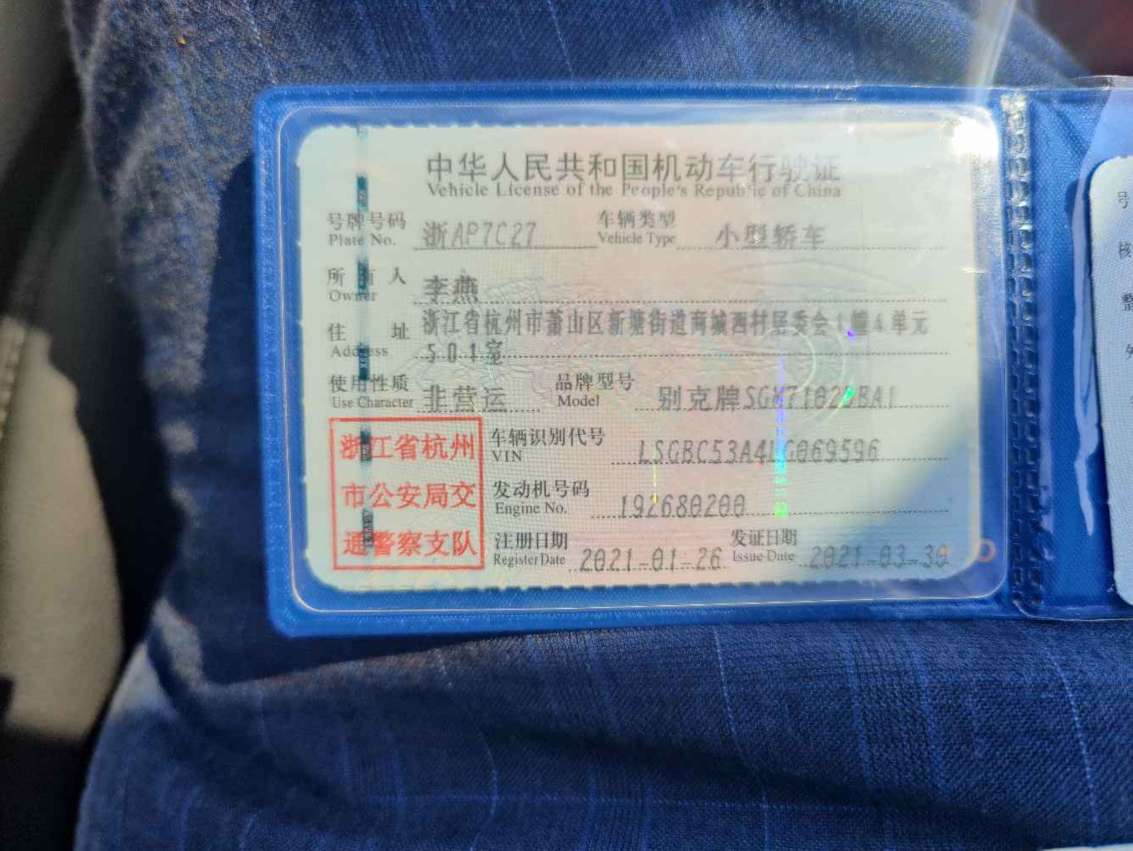 中华人民共和国机动车行驶证
Vehicle License of the People's Republic of China
号牌号码 浙AP7C27 车辆类型 小型轿车
Plate No. Vehicle Type
所有人 李燕
Owner
住址 浙江省杭州市萧山区新塘街道商城西村居委会1幢4单元
Address 501室
使用性质 非营运 品牌型号 别克牌
Use Character Model
浙江省杭州 车辆识别代号
VIN
市公安局交 发动机号码 192680200
Engine No.
通警察支队 注册日期 2021-01-26 发证日期 2021-03-30
Register Date Issue Date
号
核
整